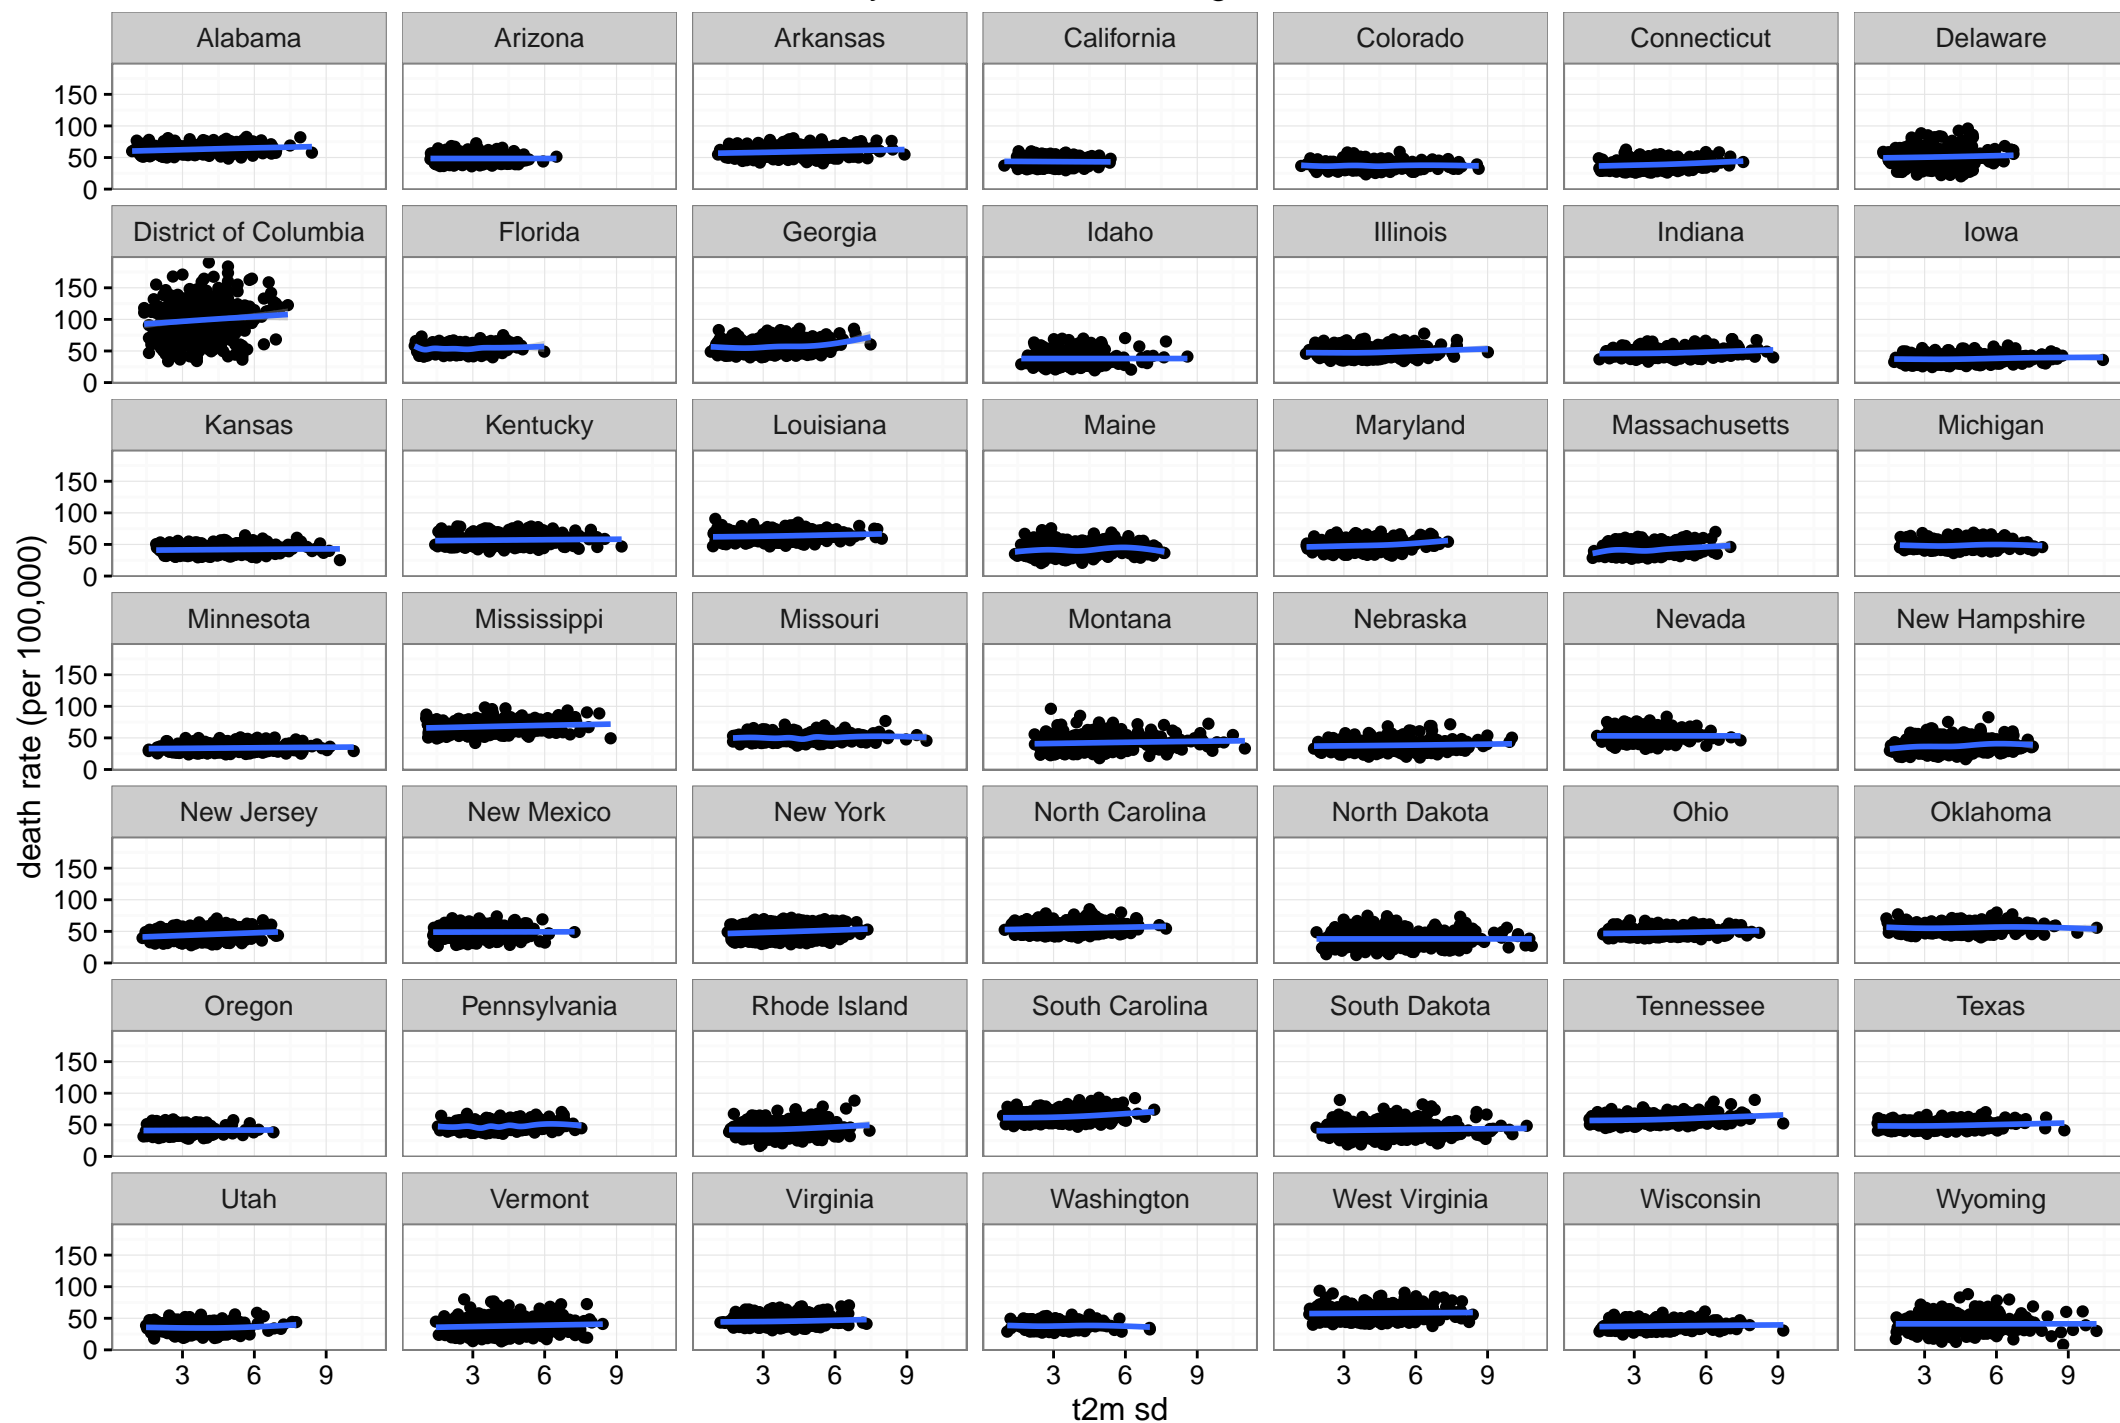 Alabama Arizona Arkansas California Colorado Connecticut Delaware
150
100
50
0
District of Columbia Florida Georgia Idaho Illinois Indiana Iowa
150
100
50
0
Kansas Kentucky Louisiana Maine Maryland Massachusetts Michigan
150
100
50
0
death rate (per 100,000)
Minnesota Mississippi Missouri Montana Nebraska Nevada New Hampshire
150
100
50
0
New Jersey New Mexico New York North Carolina North Dakota Ohio Oklahoma
150
100
50
0
Oregon Pennsylvania Rhode Island South Carolina South Dakota Tennessee Texas
150
100
50
0
Utah Vermont Virginia Washington West Virginia Wisconsin Wyoming
150
100
50
0
3 6 9 3 6 9 3 6 9 3 6 9 3 6 9 3 6 9 3 6 9
t2m sd